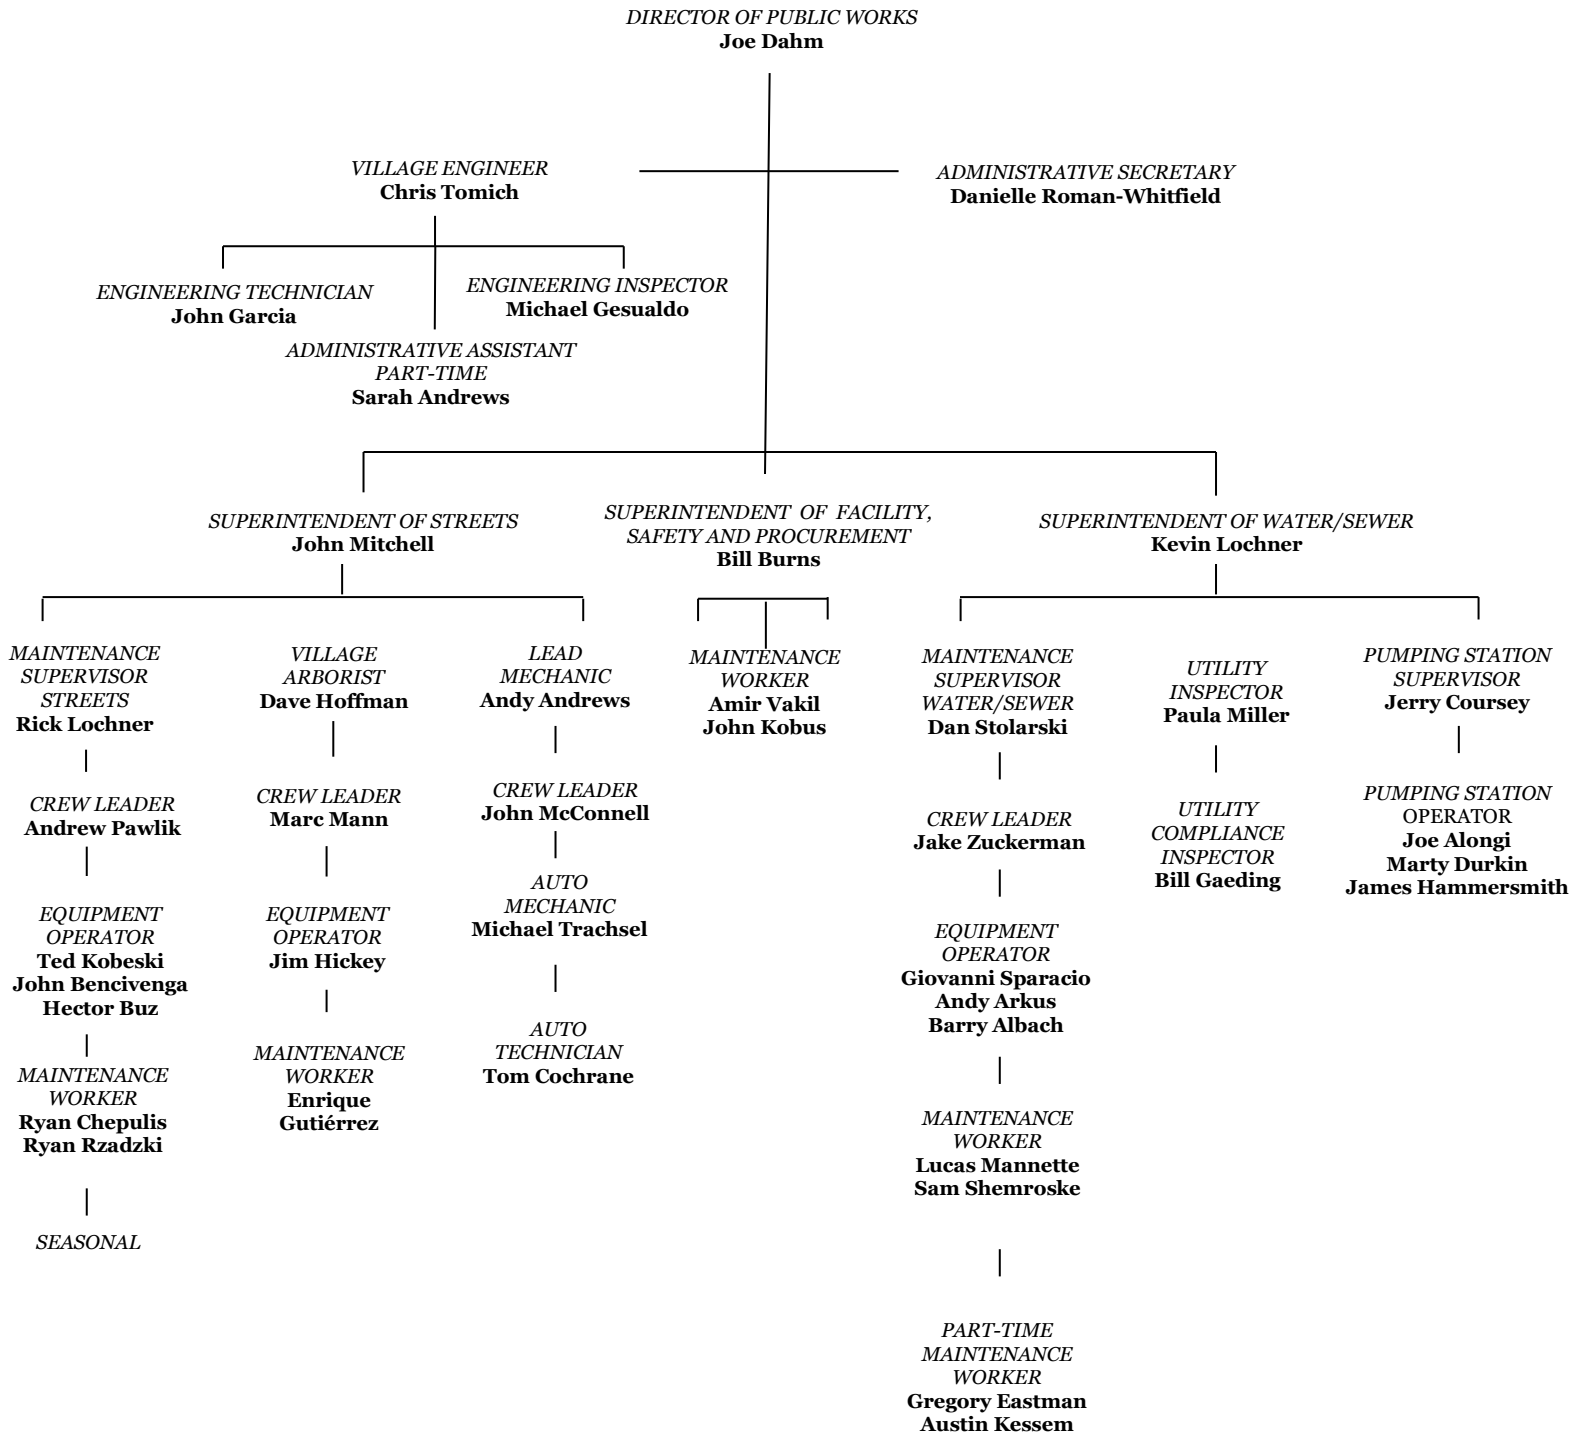 DIRECTOR OF PUBLIC WORKS
Joe Dahm
VILLAGE ENGINEER
Chris Tomich
ADMINISTRATIVE SECRETARY
Danielle Roman-Whitfield
ENGINEERING TECHNICIAN
John Garcia
ENGINEERING INSPECTOR
Michael Gesualdo
ADMINISTRATIVE ASSISTANT
PART-TIME
Sarah Andrews
SUPERINTENDENT OF STREETS
John Mitchell
SUPERINTENDENT OF FACILITY,
SAFETY AND PROCUREMENT
Bill Burns
SUPERINTENDENT OF WATER/SEWER
Kevin Lochner
MAINTENANCE
SUPERVISOR
STREETS
Rick Lochner
CREW LEADER
Andrew Pawlik
EQUIPMENT
OPERATOR
Ted Kobeski
John Bencivenga
Hector Buz
MAINTENANCE
WORKER
Ryan Chepulis
Ryan Rzadzki
SEASONAL
VILLAGE
ARBORIST
Dave Hoffman
CREW LEADER
Marc Mann
EQUIPMENT
OPERATOR
Jim Hickey
MAINTENANCE
WORKER
Enrique
Gutiérrez
LEAD
MECHANIC
Andy Andrews
CREW LEADER
John McConnell
AUTO
MECHANIC
Michael Trachsel
AUTO
TECHNICIAN
Tom Cochrane
MAINTENANCE
WORKER
Amir Vakil
John Kobus
MAINTENANCE
SUPERVISOR
WATER/SEWER
Dan Stolarski
CREW LEADER
Jake Zuckerman
EQUIPMENT
OPERATOR
Giovanni Sparacio
Andy Arkus
Barry Albach
MAINTENANCE
WORKER
Lucas Mannette
Sam Shemroske
PART-TIME
MAINTENANCE
WORKER
Gregory Eastman
Austin Kessem
UTILITY
INSPECTOR
Paula Miller
UTILITY
COMPLIANCE
INSPECTOR
Bill Gaeding
PUMPING STATION
SUPERVISOR
Jerry Coursey
PUMPING STATION
OPERATOR
Joe Alongi
Marty Durkin
James Hammersmith